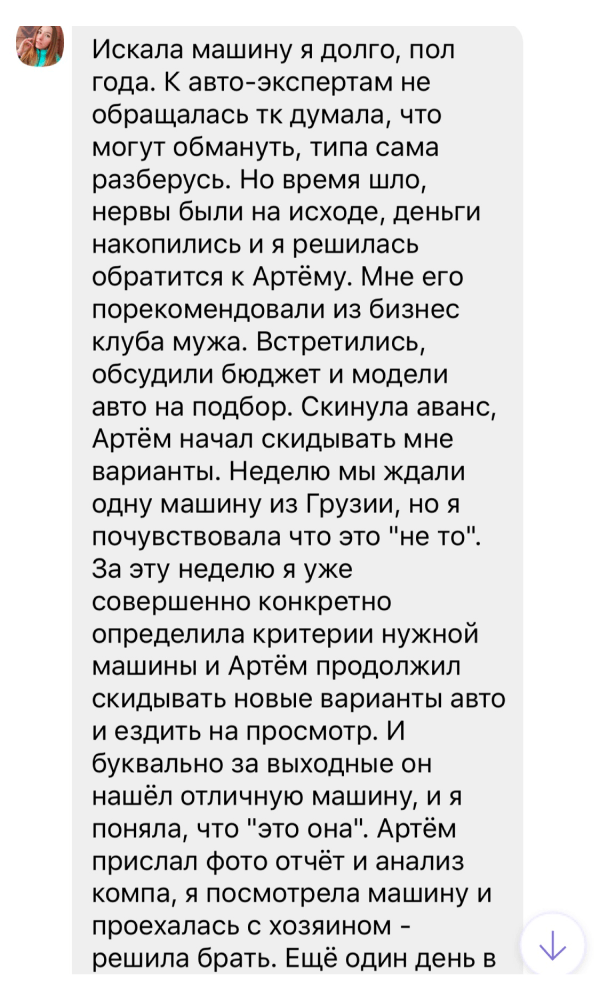 Искала машину я долго, пол
года. К авто-экспертам не
обращалась тк думала, что
могут обмануть, типа сама
разберусь. Но время шло,
нервы были на исходе, деньги
накопились и я решилась
обратится к Артёму. Мне его
порекомендовали из бизнес
клуба мужа. Встретились,
обсудили бюджет и модели
авто на подбор. Скинула аванс,
Артём начал скидывать мне
варианты. Неделю мы ждали
одну машину из Грузии, но я
почувствовала что это "не то".
За эту неделю я уже
совершенно конкретно
определила критерии нужной
машины и Артём продолжил
скидывать новые варианты авто
и ездить на просмотр. И
буквально за выходные он
нашёл отличную машину, и я
поняла, что "это она". Артём
прислал фото отчёт и анализ
компа, я посмотрела машину и
проехалась с хозяином -
решила брать. Ещё один день в